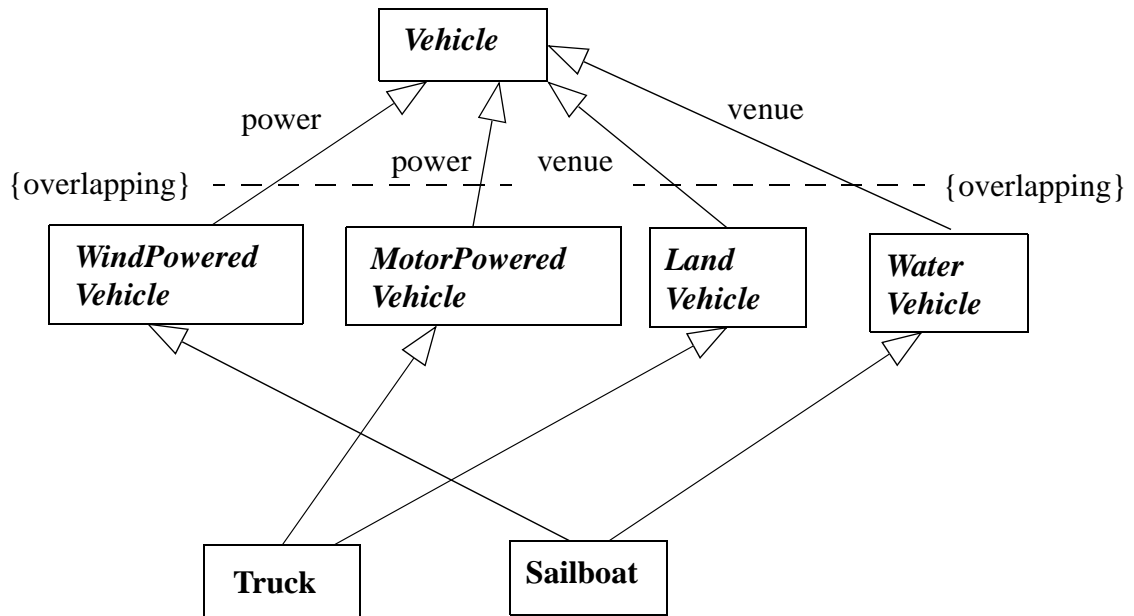 Vehicle
power
venue
power
venue
{overlapping}
{overlapping}
WindPowered
Vehicle
MotorPowered
Vehicle
Land
Vehicle
Water
Vehicle
Truck
Sailboat